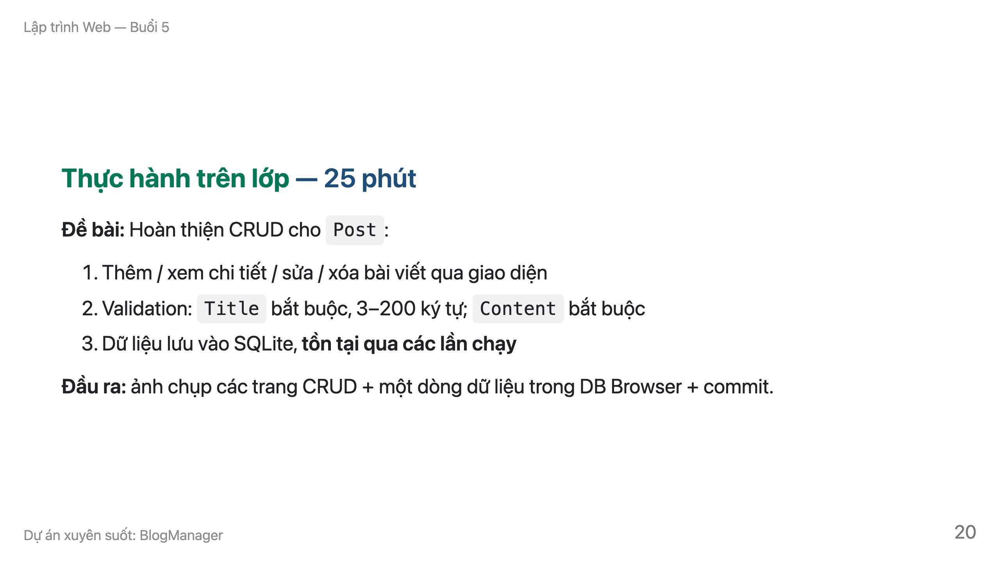 Lập trình Web — Buổi 5
Thực hành trên lớp — 25 phút
Đề bài: Hoàn thiện CRUD cho Post :
1. Thêm / xem chi tiết / sửa / xóa bài viết qua giao diện
2. Validation: Title bắt buộc, 3–200 ký tự; Content bắt buộc
3. Dữ liệu lưu vào SQLite, tồn tại qua các lần chạy
Đầu ra: ảnh chụp các trang CRUD + một dòng dữ liệu trong DB Browser + commit.
Dự án xuyên suốt: BlogManager
20